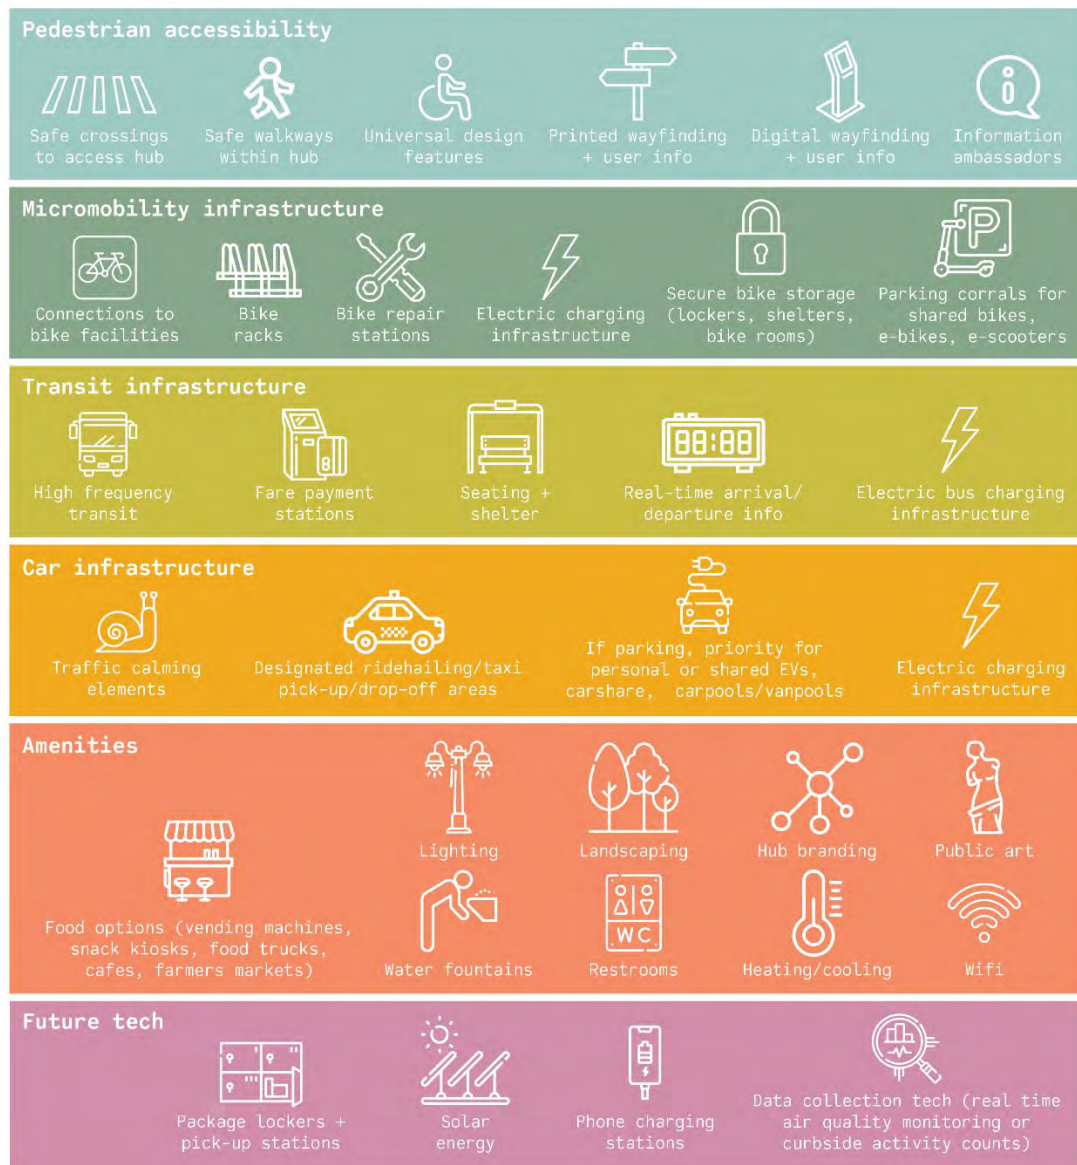 Pedestrian accessibility
Safe crossings
to access hub
Safe walkways
within hub
Universal design
features
Printed wayfinding
+ user info
Digital wayfinding
+ user info
Information
ambassadors
Micromobility infrastructure
Connections to
bike facilities
Bike
racks
Bike repair
stations
Electric charging
infrastructure
Secure bike storage
(lockers, shelters,
bike rooms)
P
Parking corrals for
shared bikes,
e-bikes, e-scooters
Transit infrastructure
High frequency
transit
Fare payment
stations
Seating +
shelter
88:88
Real-time arrival/
departure info
Electric bus charging
infrastructure
Car infrastructure
Traffic calming
elements
Designated ridehailing/taxi
pick-up/drop-off areas
If parking, priority for
personal or shared EVs,
carshare, carpools/vanpools
Electric charging
infrastructure
Amenities
Food options (vending machines,
snack kiosks, food trucks,
cafes, farmers markets)
Lighting
Landscaping
Hub branding
Public art
Water fountains
WC
Restrooms
Heating/cooling
Wifi
Future tech
Package lockers +
pick-up stations
Solar
energy
Phone charging
stations
Data collection tech (real time
air quality monitoring or
curbside activity counts)